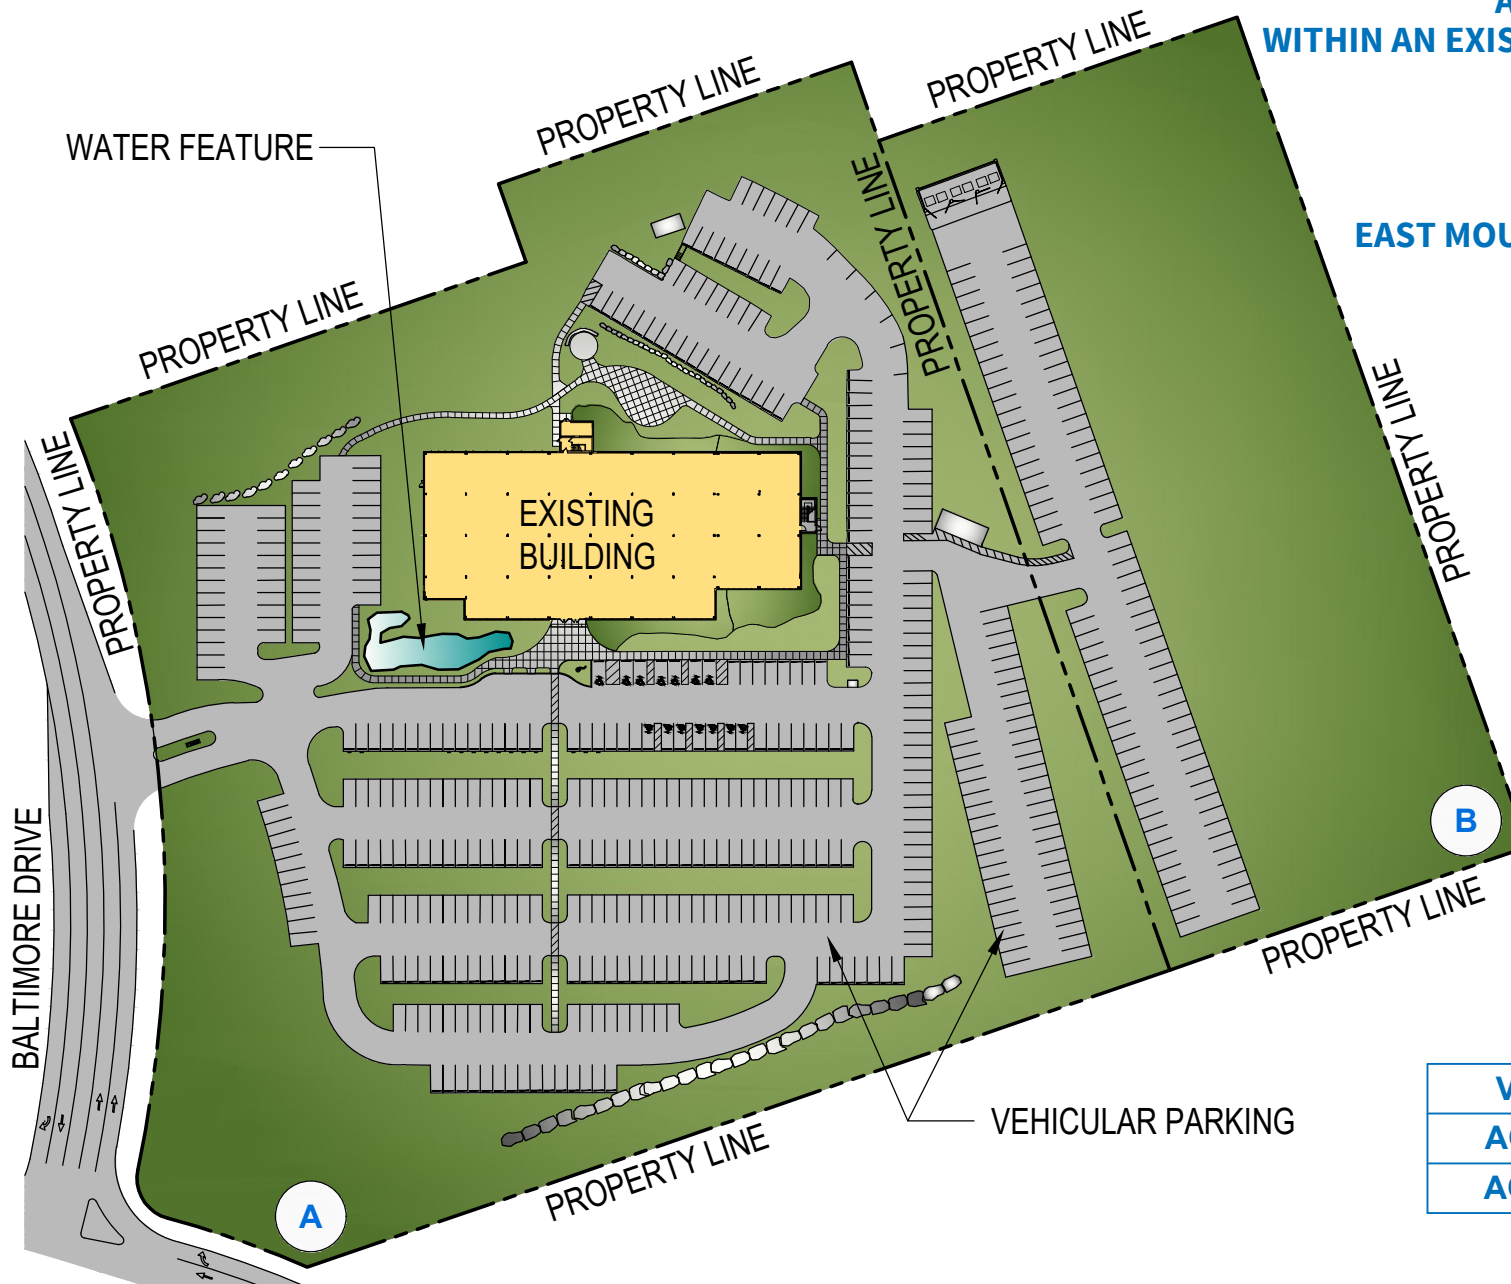 A
WITHIN AN EXIS
PROPERTY LINE
PROPERTY LINE
WATER FEATURE
PROPERTY LINE
EAST MOU
PROPERTY LINE
PROPERTY LINE
PROPERTY LINE
PROPERTY LINE
EXISTING
BUILDING
B
BALTIMORE DRIVE
PROPERTY LINE
V
VEHICULAR PARKING
A
PROPERTY LINE
A
A